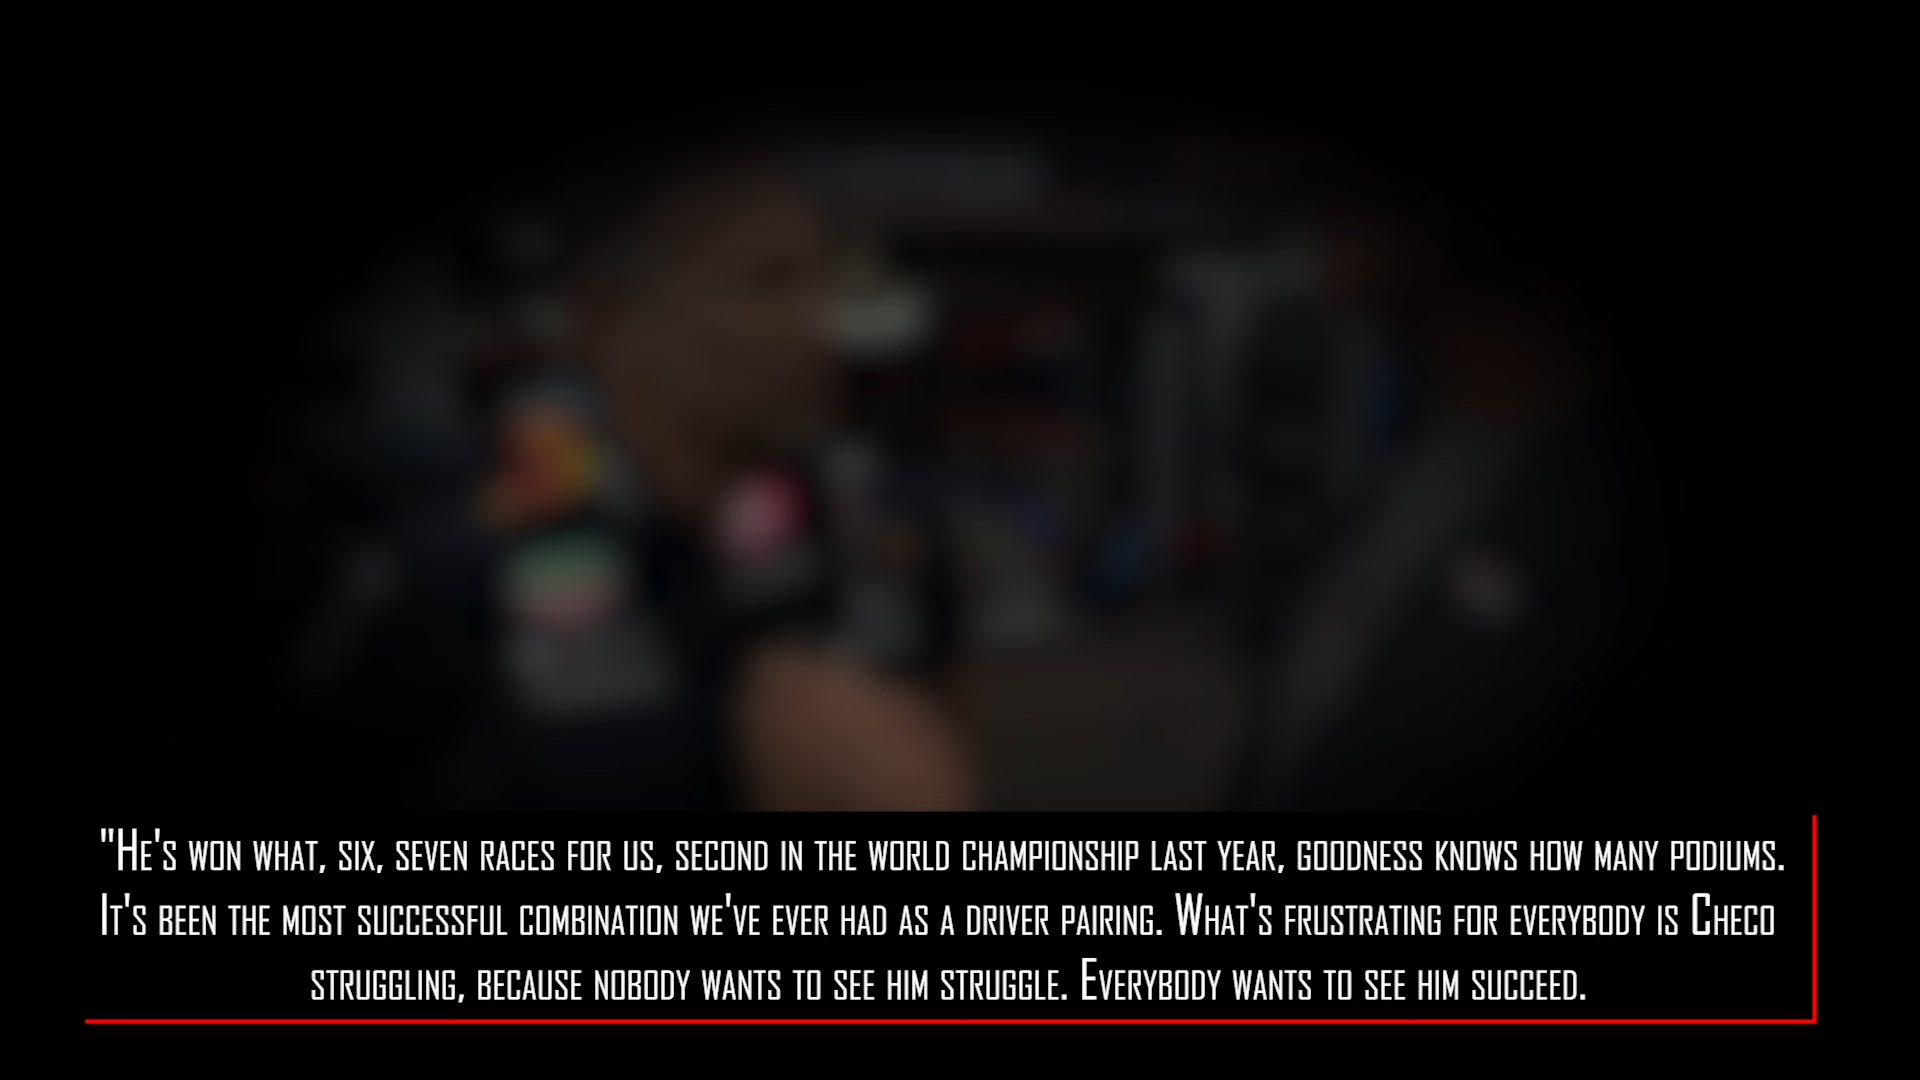 "He's won what, six, seven races for us, second in the world championship last year, goodness knows how many podiums.
It's been the most successful combination we've ever had as a driver pairing. What's frustrating for everybody is Checo
struggling, because nobody wants to see him struggle. Everybody wants to see him succeed.